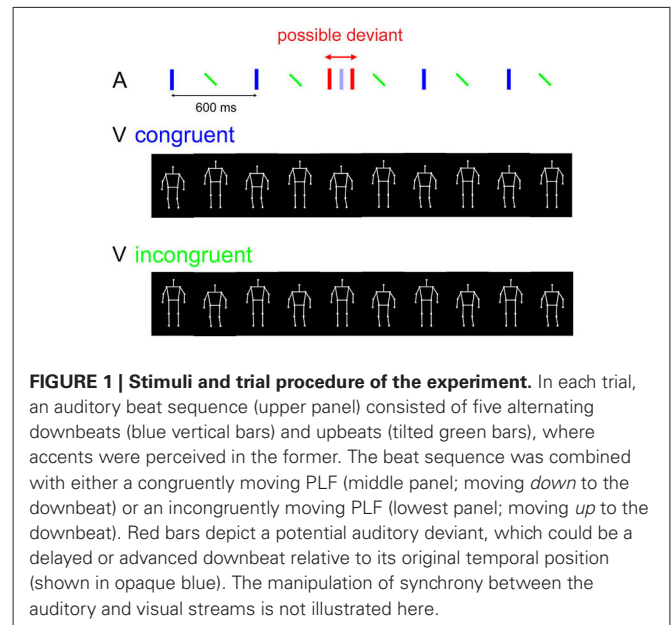 possible deviant
A
600 ms
V congruent
V incongruent
FIGURE 1 | Stimuli and trial procedure of the experiment. In each trial,
an auditory beat sequence (upper panel) consisted of five alternating
downbeats (blue vertical bars) and upbeats (tilted green bars), where
accents were perceived in the former. The beat sequence was combined
with either a congruently moving PLF (middle panel; moving down to the
downbeat) or an incongruently moving PLF (lowest panel; moving up to the
downbeat). Red bars depict a potential auditory deviant, which could be a
delayed or advanced downbeat relative to its original temporal position
(shown in opaque blue). The manipulation of synchrony between the
auditory and visual streams is not illustrated here.